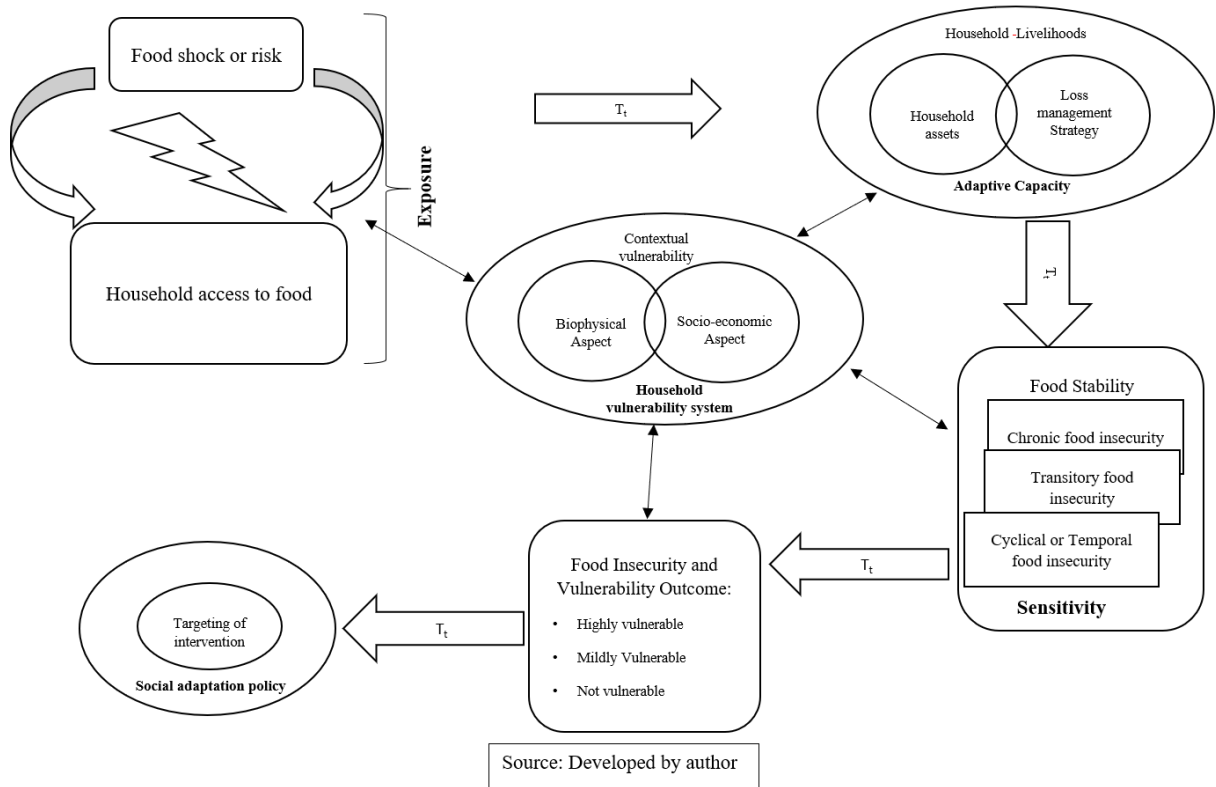 Food shock or risk
Household access to food
Exposure
Tt
Household -Livelihoods
Household
assets
Loss
management
Strategy
Adaptive Capacity
Contextual
vulnerability
Biophysical
Aspect
Socio-economic
Aspect
Household
vulnerability system
Tt
Food Stability
Chronic food insecurity
Transitory food
insecurity
Cyclical or Temporal
food insecurity
Sensitivity
Tt
Food Insecurity and
Vulnerability Outcome:
• Highly vulnerable
• Mildly Vulnerable
• Not vulnerable
Tt
Targeting of
intervention
Social adaptation policy
Source: Developed by author